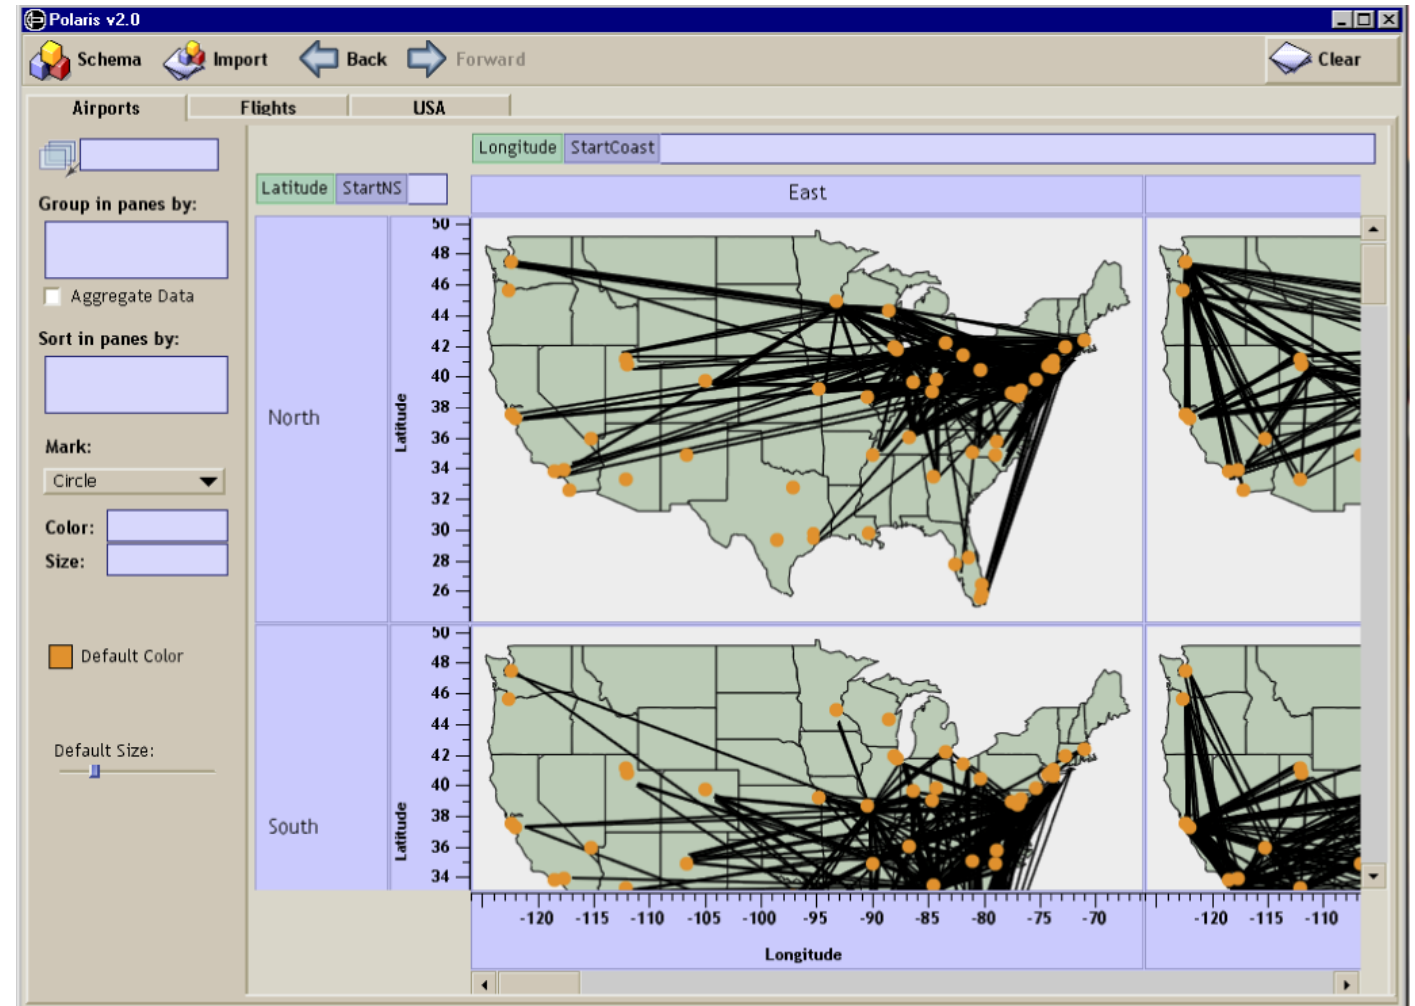 Polaris v2.0
Schema Import Back Forward Clear
Airports Flights USA
Longitude StartCoast
Latitude StartNS
East
Group in panes by:
Aggregate Data
Sort in panes by:
Mark:
Circle
Color:
Size:
Default Color
Default Size:
North
Latitude
50
48
46
44
42
40
38
36
34
32
30
28
26
South
Latitude
50
48
46
44
42
40
38
36
34
-120 -115 -110 -105 -100 -95 -90 -85 -80 -75 -70 -120 -115 -110
Longitude